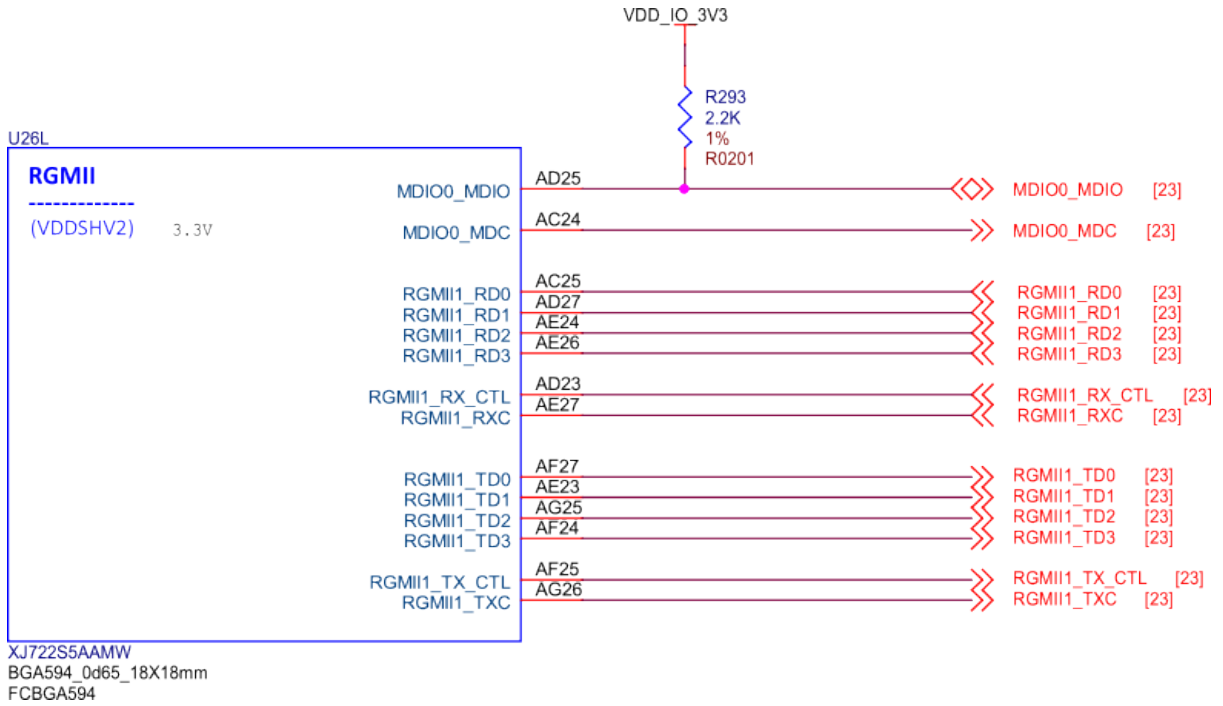 VDD_IO_3V3
R293
2.2K
1%
R0201
U26L
RGMII
-------------
(VDDSHV2) 3.3V
MDIO0_MDIO AD25 MDIO0_MDIO [23]
MDIO0_MDC AC24 MDIO0_MDC [23]
RGMII1_RD0 AC25 RGMII1_RD0 [23]
RGMII1_RD1 AD27 RGMII1_RD1 [23]
RGMII1_RD2 AE24 RGMII1_RD2 [23]
RGMII1_RD3 AE26 RGMII1_RD3 [23]
RGMII1_RX_CTL AD23 RGMII1_RX_CTL [23]
RGMII1_RXC AE27 RGMII1_RXC [23]
RGMII1_TD0 AF27 RGMII1_TD0 [23]
RGMII1_TD1 AE23 RGMII1_TD1 [23]
RGMII1_TD2 AG25 RGMII1_TD2 [23]
RGMII1_TD3 AF24 RGMII1_TD3 [23]
RGMII1_TX_CTL AF25 RGMII1_TX_CTL [23]
RGMII1_TXC AG26 RGMII1_TXC [23]
XJ722S5AAMW
BGA594_0d65_18X18mm
FCBGA594